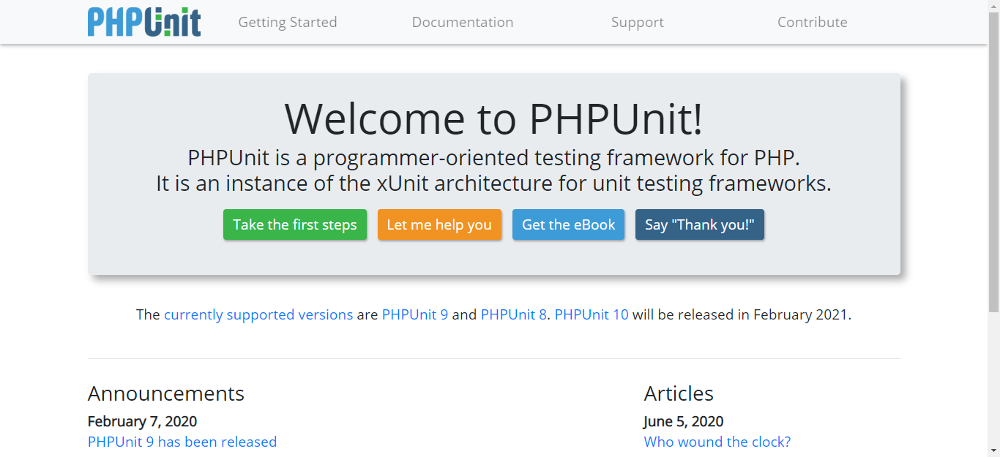 PHPUnit
Getting Started
Documentation
Support
Contribute
Welcome to PHPUnit!
PHPUnit is a programmer-oriented testing framework for PHP.
It is an instance of the xUnit architecture for unit testing frameworks.
Take the first steps
Let me help you
Get the eBook
Say "Thank you!"
The currently supported versions are PHPUnit 9 and PHPUnit 8. PHPUnit 10 will be released in February 2021.
Announcements
February 7, 2020
PHPUnit 9 has been released
Articles
June 5, 2020
Who wound the clock?